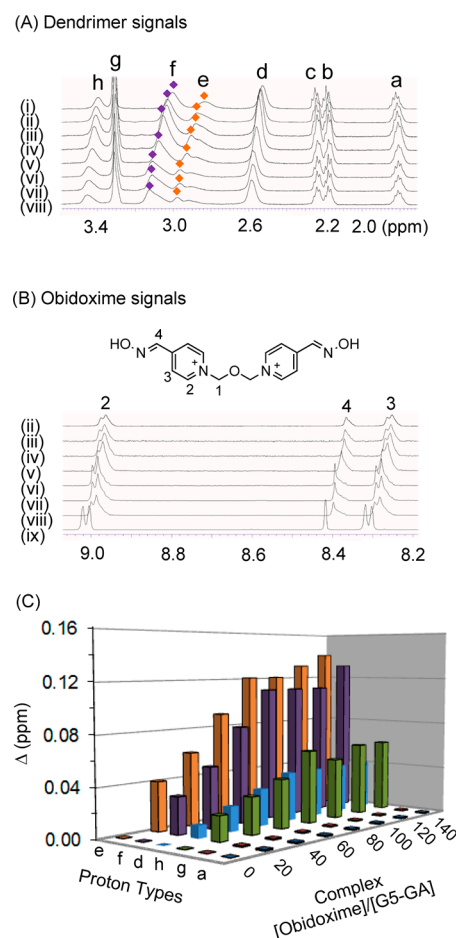 (A) Dendrimer signals
h g f e d c b a
(i)
(ii)
(iii)
(iv)
(v)
(vi)
(vii)
(viii)
3.4 3.0 2.6 2.2 2.0 (ppm)
(B) Obidoxime signals
HO N 4 3 2 N + 1 O N + N OH
2 4 3
(ii)
(iii)
(iv)
(v)
(vi)
(vii)
(viii)
(ix)
9.0 8.8 8.6 8.4 8.2
(C)
0.16
0.12
0.08
0.04
0.00
Δ (ppm)
e f d h g a
Proton Types
0 20 40 60 80 100 120 140
Complex
[Obidoxime]/[G5-GA]